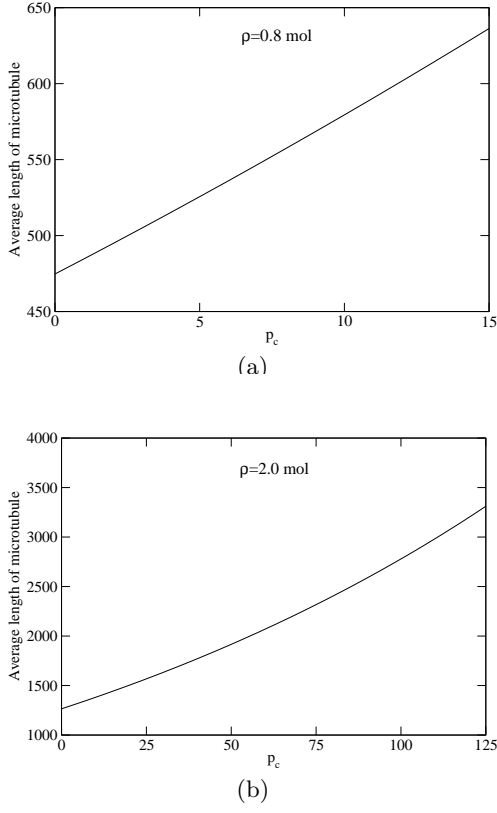 650
600
550
500
450
Average length of microtubule
ρ=0.8 mol
0 5 10 15
p_c
(a)
4000
3500
3000
2500
2000
1500
1000
Average length of microtubule
ρ=2.0 mol
0 25 50 75 100 125
p_c
(b)